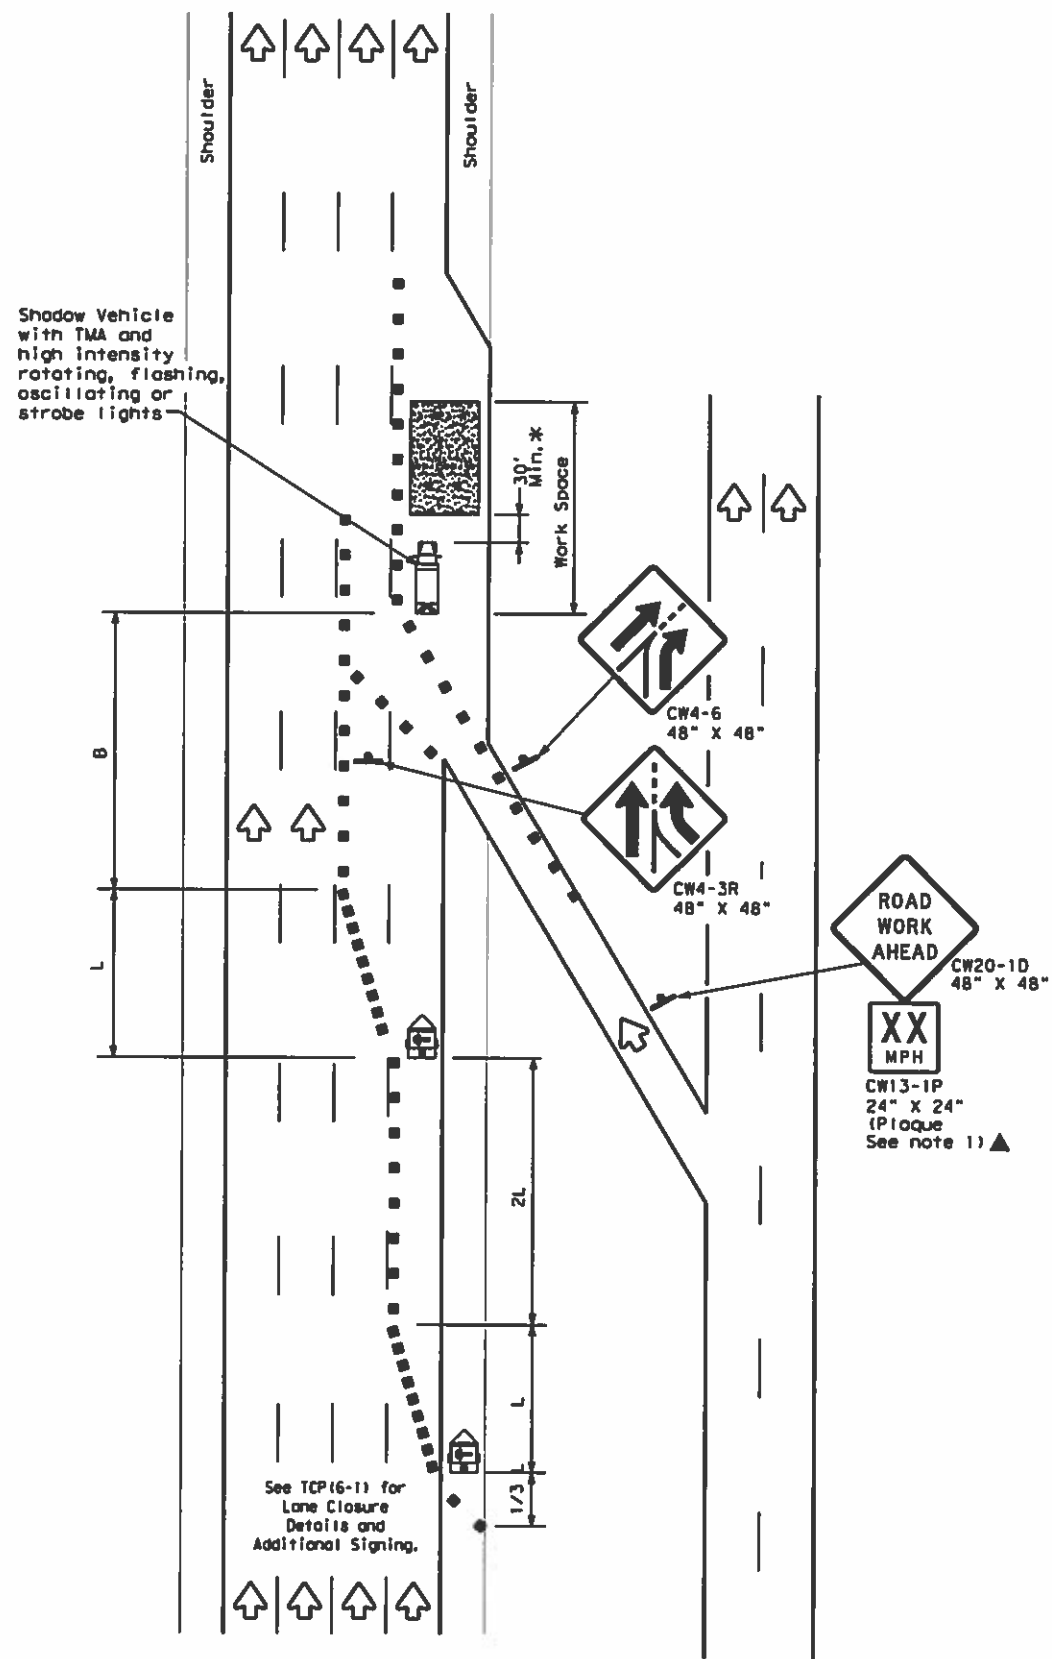 Shoulder
Shoulder
Shadow Vehicle
with TMA and
high intensity
rotating, flashing,
oscillating or
strobe lights
30'
Min.*
Work Space
CW4-6
48" X 48"
B
CW4-3R
48" X 48"
ROAD
WORK
AHEAD
CW20-1D
48" X 48"
XX
MPH
CW13-1P
24" X 24"
(Plaque
See note 1) ▲
L
2L
L
1/3 L
See TCP(6-1) for
Lane Closure
Details and
Additional Signing.